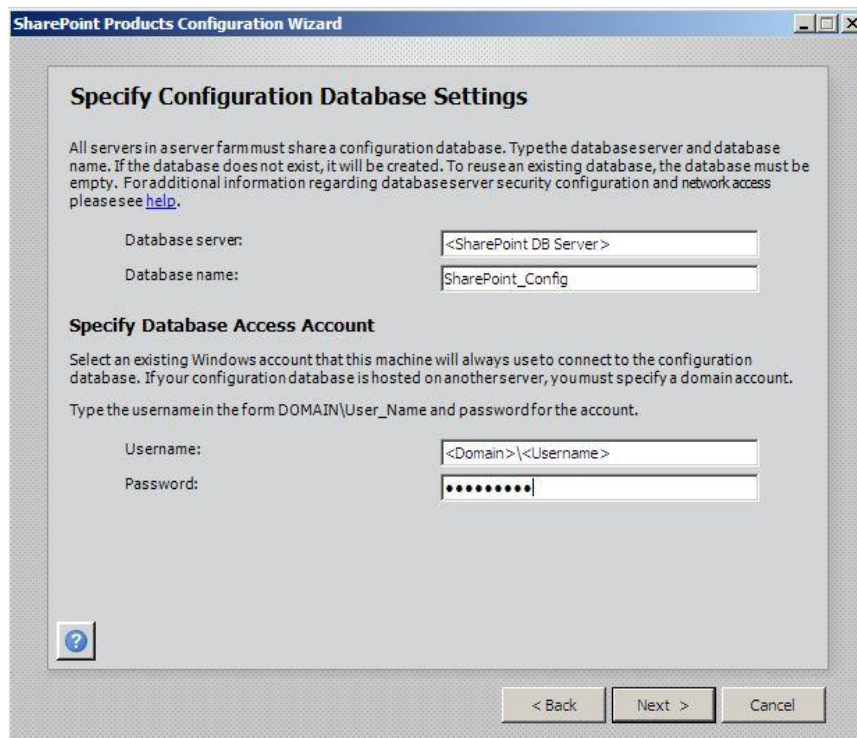 SharePoint Products Configuration Wizard
Specify Configuration Database Settings
All servers in a server farm must share a configuration database. Type the database server and database
name. If the database does not exist, it will be created. To reuse an existing database, the database must be
empty. For additional information regarding database server security configuration and network access
please see help.
Database server: <SharePoint DB Server>
Database name: SharePoint_Config
Specify Database Access Account
Select an existing Windows account that this machine will always use to connect to the configuration
database. If your configuration database is hosted on another server, you must specify a domain account.
Type the username in the form DOMAIN\User_Name and password for the account.
Username: <Domain>\<Username>
Password: ●●●●●●●●●
?
< Back Next > Cancel